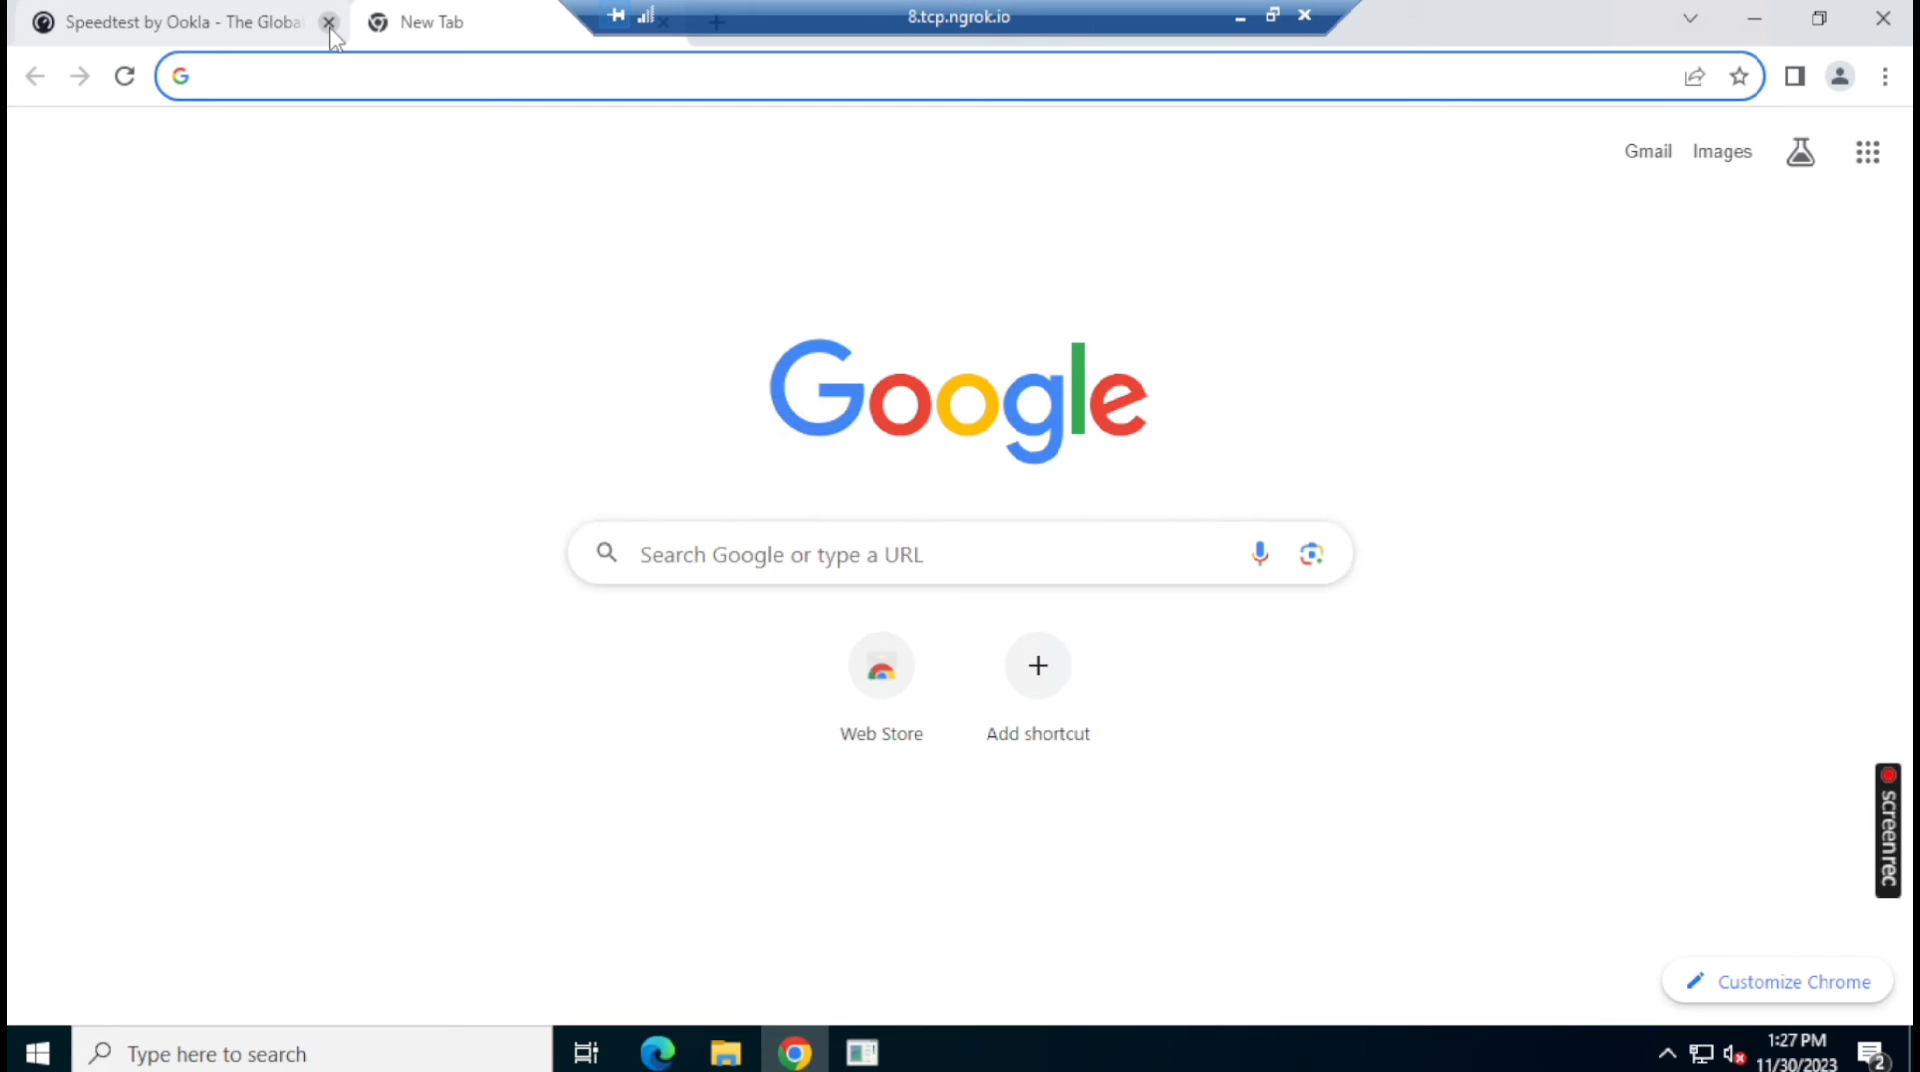 Speedtest by Ookla - The Globa
New Tab
8.tcp.ngrok.io
Gmail
Images
Google
Search Google or type a URL
Web Store
Add shortcut
screenrec
Customize Chrome
Type here to search
1:27 PM
11/30/2023
2